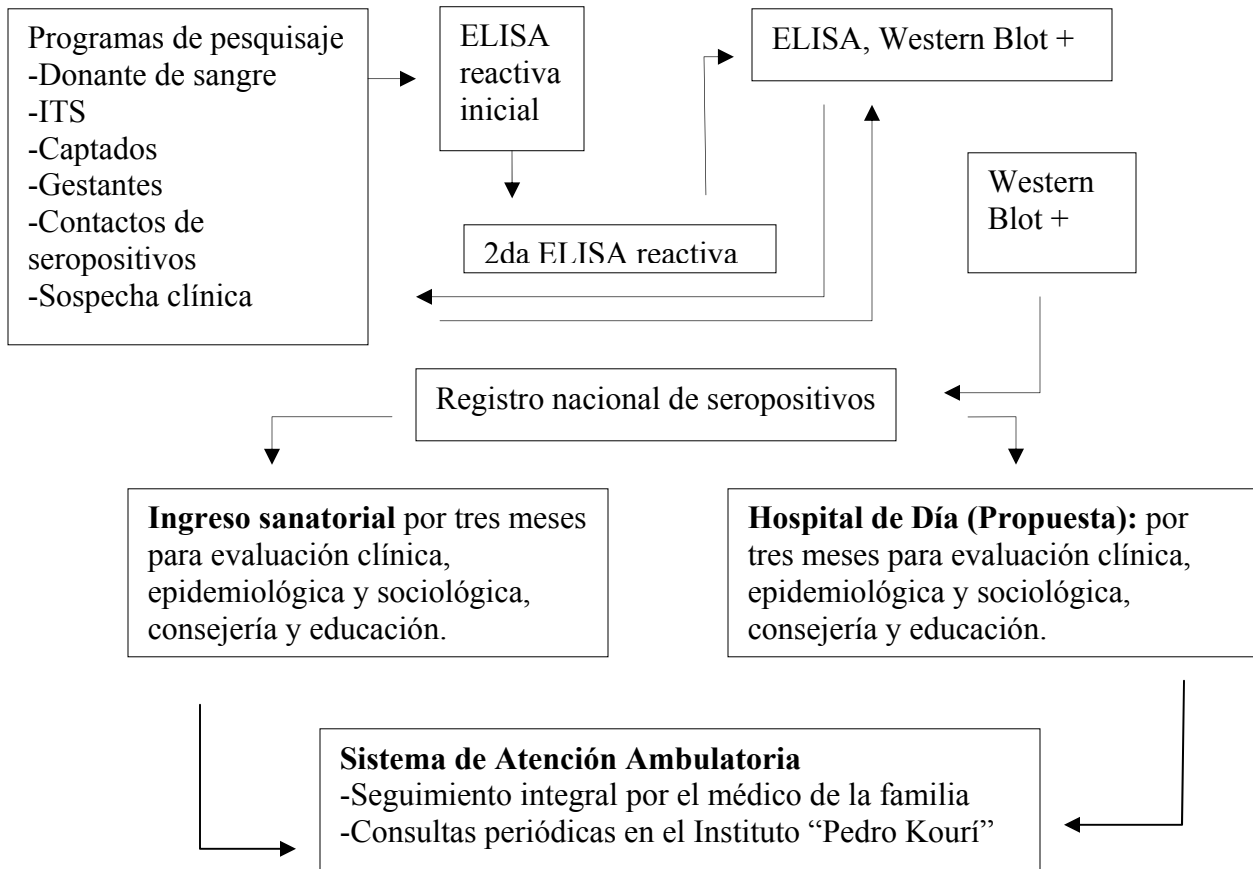 Programas de pesquisaje
-Donante de sangre
-ITS
-Captados
-Gestantes
-Contactos de
seropositivos
-Sospecha clínica
ELISA
reactiva
inicial
2da ELISA reactiva
ELISA, Western Blot +
Western
Blot +
Registro nacional de seropositivos
Ingreso sanatorial por tres meses
para evaluación clínica,
epidemiológica y sociológica,
consejería y educación.
Hospital de Día (Propuesta): por
tres meses para evaluación clínica,
epidemiológica y sociológica,
consejería y educación.
Sistema de Atención Ambulatoria
-Seguimiento integral por el médico de la familia
-Consultas periódicas en el Instituto “Pedro Kourí”